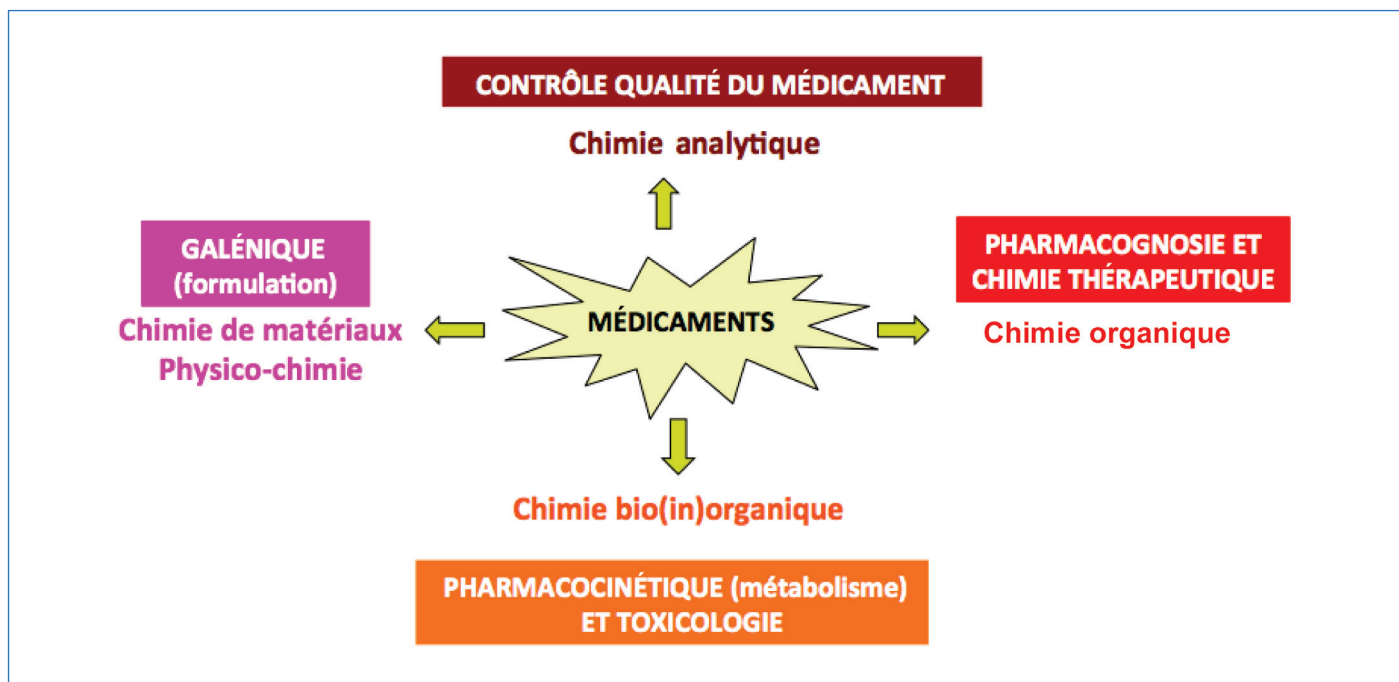 CONTRÔLE QUALITÉ DU MÉDICAMENT
Chimie analytique
GALÉNIQUE
(formulation)
Chimie de matériaux
Physico-chimie
MÉDICAMENTS
PHARMACOGNOSIE ET
CHIMIE THÉRAPEUTIQUE
Chimie organique
Chimie bio(in)organique
PHARMACOCINÉTIQUE (métabolisme)
ET TOXICOLOGIE